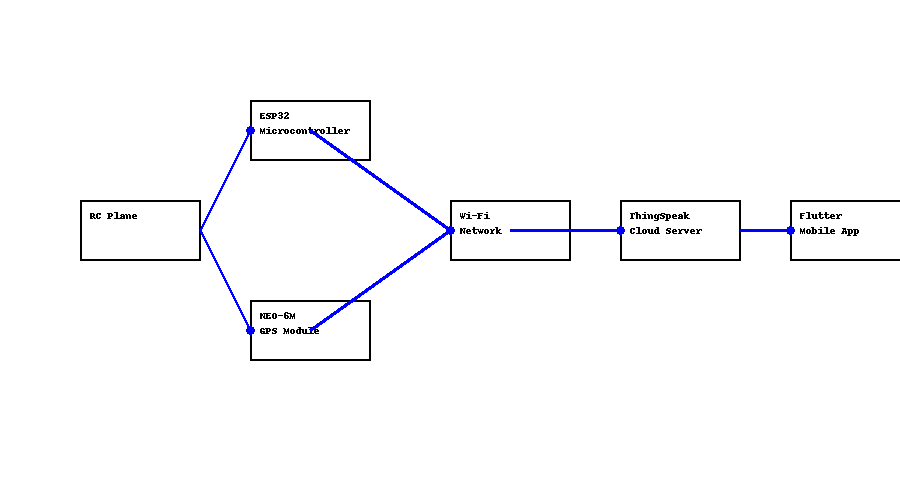 ESP32
Microcontroller
RC Plane
Wi-Fi
Network
ThingSpeak
Cloud Server
Flutter
Mobile App
NEO-6M
GPS Module